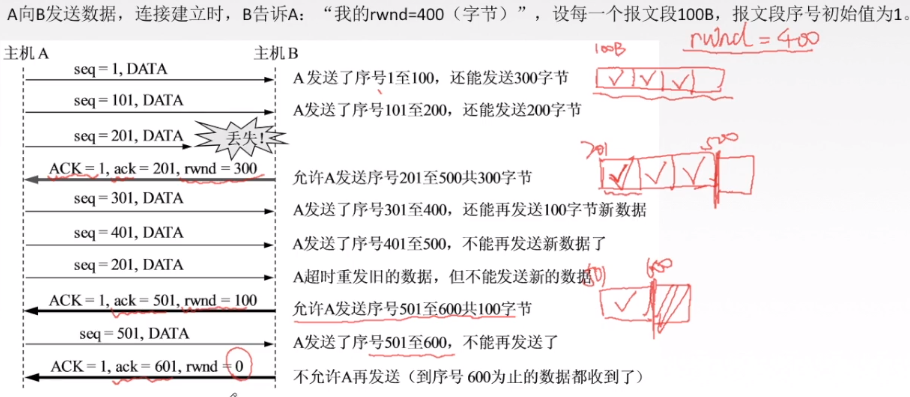 A向B发送数据，连接建立时，B告诉A：“我的rwnd=400（字节）”，设每一个报文段100B，报文段序号初始值为1。
rwnd=400
主机A 主机B 100B
seq = 1, DATA A发送了序号1至100，还能发送300字节
seq = 101, DATA A发送了序号101至200，还能发送200字节
seq = 201, DATA 丢失！
201 500
ACK = 1, ack = 201, rwnd = 300 允许A发送序号201至500共300字节
seq = 301, DATA A发送了序号301至400，还能再发送100字节新数据
seq = 401, DATA A发送了序号401至500，不能再发送新数据了
seq = 201, DATA A超时重发旧的数据，但不能发送新的数据
600
ACK = 1, ack = 501, rwnd = 100 允许A发送序号501至600共100字节
seq = 501, DATA A发送了序号501至600，不能再发送了
ACK = 1, ack = 601, rwnd = 0 不允许A再发送（到序号 600为止的数据都收到了）